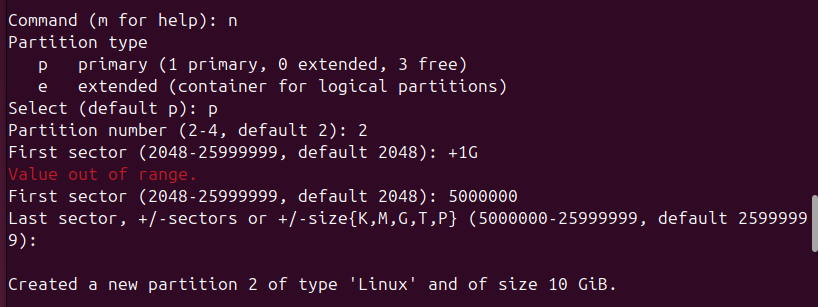 Command (m for help): n
Partition type
   p   primary (1 primary, 0 extended, 3 free)
   e   extended (container for logical partitions)
Select (default p): p
Partition number (2-4, default 2): 2
First sector (2048-25999999, default 2048): +1G
Value out of range.
First sector (2048-25999999, default 2048): 5000000
Last sector, +/-sectors or +/-size{K,M,G,T,P} (5000000-25999999, default 2599999
9):

Created a new partition 2 of type 'Linux' and of size 10 GiB.